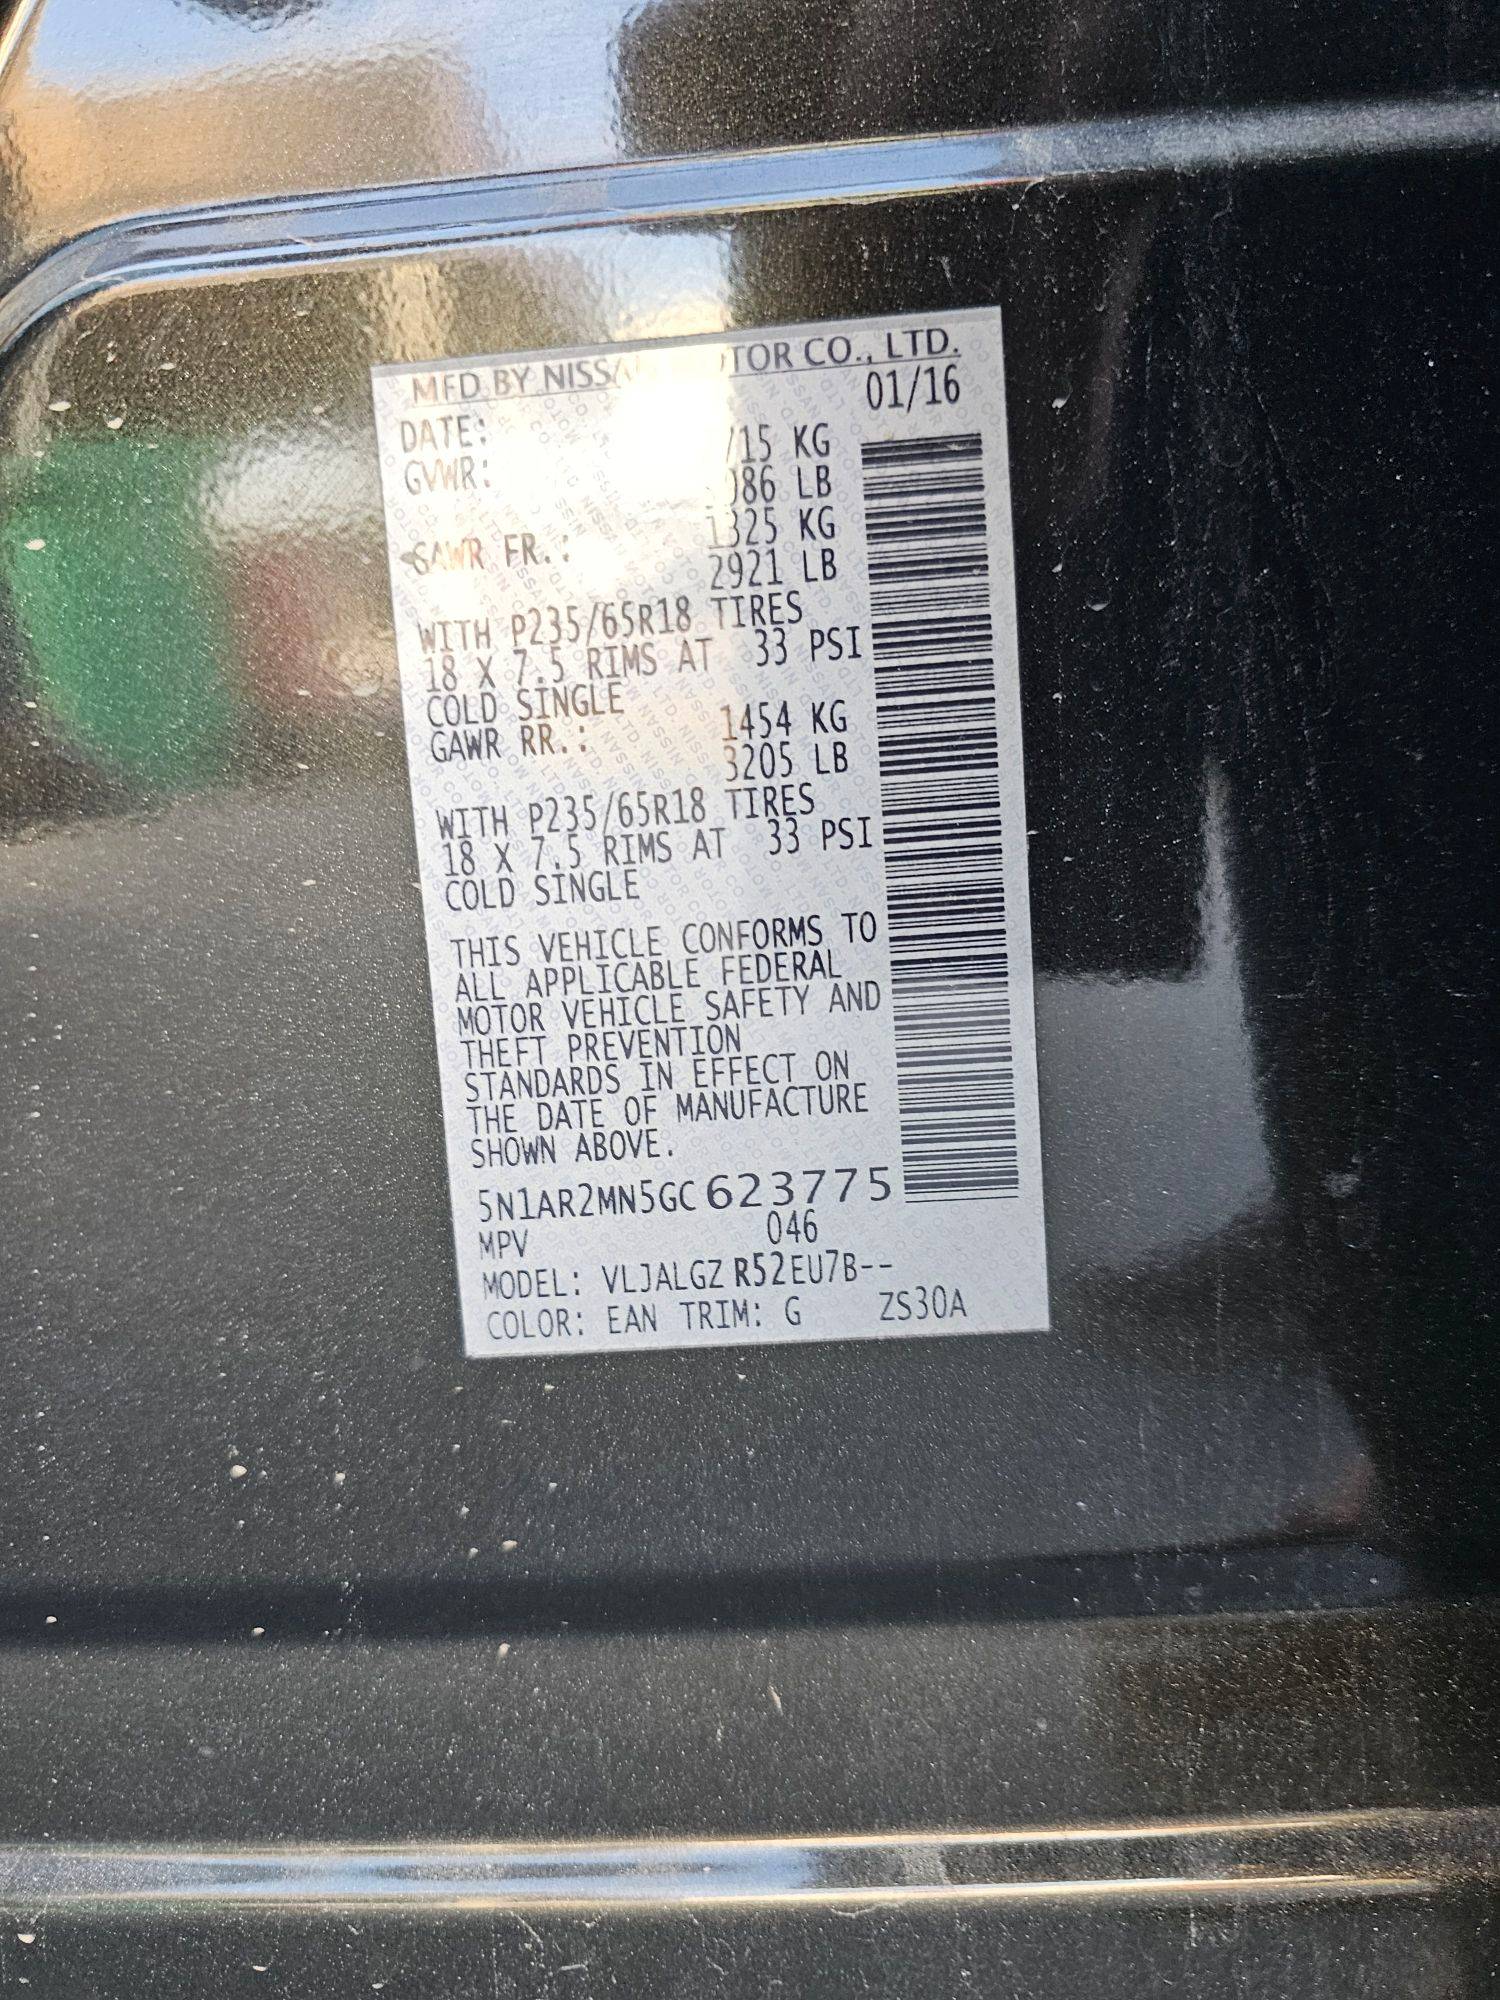 MFD BY NISSAN MOTOR CO., LTD.
DATE: 01/16
GVWR: KG
LB
GAWR FR.: 1325 KG
2921 LB
WITH P235/65R18 TIRES
18 X 7.5 RIMS AT 33 PSI
COLD SINGLE
GAWR RR.: 1454 KG
3205 LB
WITH P235/65R18 TIRES
18 X 7.5 RIMS AT 33 PSI
COLD SINGLE
THIS VEHICLE CONFORMS TO
ALL APPLICABLE FEDERAL
MOTOR VEHICLE SAFETY AND
THEFT PREVENTION
STANDARDS IN EFFECT ON
THE DATE OF MANUFACTURE
SHOWN ABOVE.
5N1AR2MN5GC623775
MPV 046
MODEL: VLJALGZ R52EU7B--
COLOR: EAN TRIM: G ZS30A